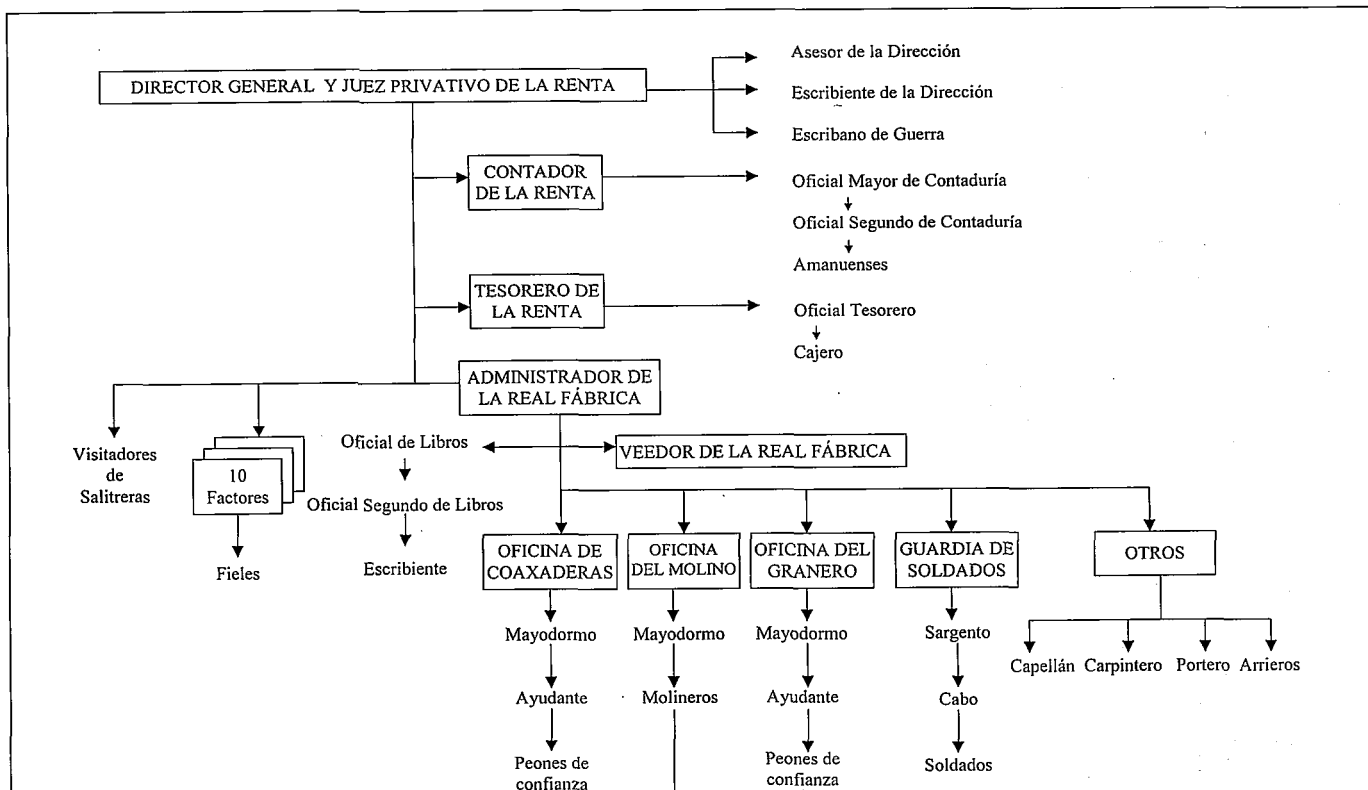 Asesor de la Dirección
DIRECTOR GENERAL Y JUEZ PRIVATIVO DE LA RENTA
Escribiente de la Dirección
Escribano de Guerra
CONTADOR
DE LA RENTA
Oficial Mayor de Contaduría
Oficial Segundo de Contaduría
Amanuenses
TESORERO DE
LA RENTA
Oficial Tesorero
Cajero
ADMINISTRADOR DE
LA REAL FÁBRICA
Visitadores
de
Salitreras
10
Factores
Fieles
Oficial de Libros
Oficial Segundo de Libros
Escribiente
VEEDOR DE LA REAL FÁBRICA
OFICINA DE
COAXADERAS
Mayodormo
Ayudante
Peones de
confianza
OFICINA
DEL MOLINO
Mayodormo
Molineros
OFICINA DEL
GRANERO
Mayodormo
Ayudante
Peones de
confianza
GUARDIA DE
SOLDADOS
Sargento
Cabo
Soldados
OTROS
Capellán
Carpintero
Portero
Arrieros